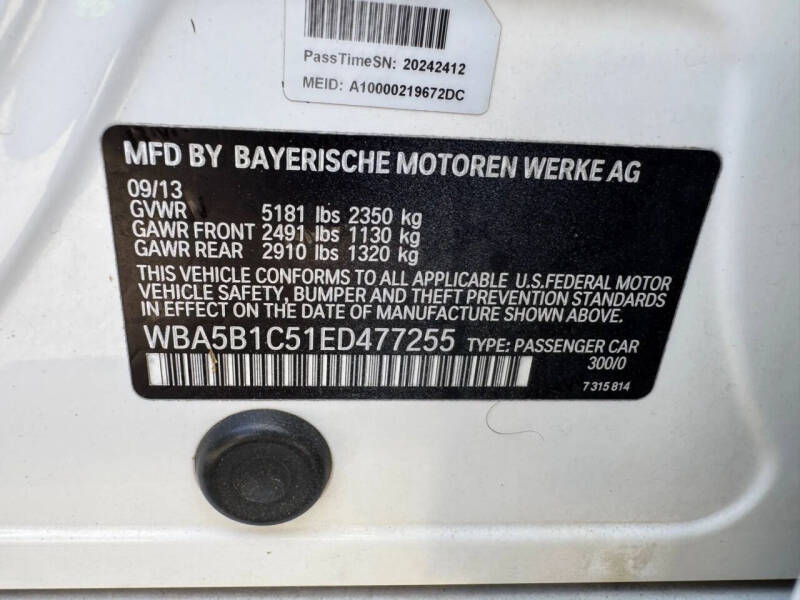 PassTimeSN: 20242412
MEID: A10000219672DC
MFD BY BAYERISCHE MOTOREN WERKE AG
09/13
GVWR 5181 lbs 2350 kg
GAWR FRONT 2491 lbs 1130 kg
GAWR REAR 2910 lbs 1320 kg
THIS VEHICLE CONFORMS TO ALL APPLICABLE U.S.FEDERAL MOTOR
VEHICLE SAFETY, BUMPER AND THEFT PREVENTION STANDARDS
IN EFFECT ON THE DATE OF MANUFACTURE SHOWN ABOVE.
WBA5B1C51ED477255 TYPE: PASSENGER CAR
300/0
7 315 814